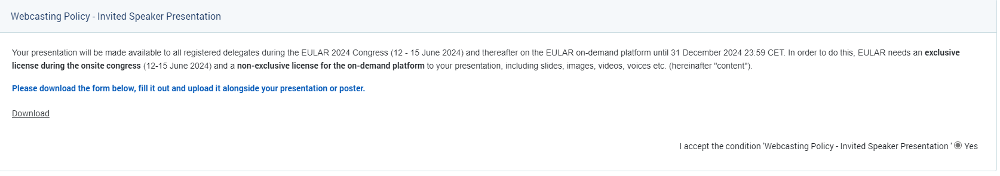 Webcasting Policy - Invited Speaker Presentation
Your presentation will be made available to all registered delegates during the EULAR 2024 Congress (12 - 15 June 2024) and thereafter on the EULAR on-demand platform until 31 December 2024 23:59 CET. In order to do this, EULAR needs an exclusive
license during the onsite congress (12-15 June 2024) and a non-exclusive license for the on-demand platform to your presentation, including slides, images, videos, voices etc. (hereinafter "content").
Please download the form below, fill it out and upload it alongside your presentation or poster.
Download
I accept the condition 'Webcasting Policy - Invited Speaker Presentation ' Yes